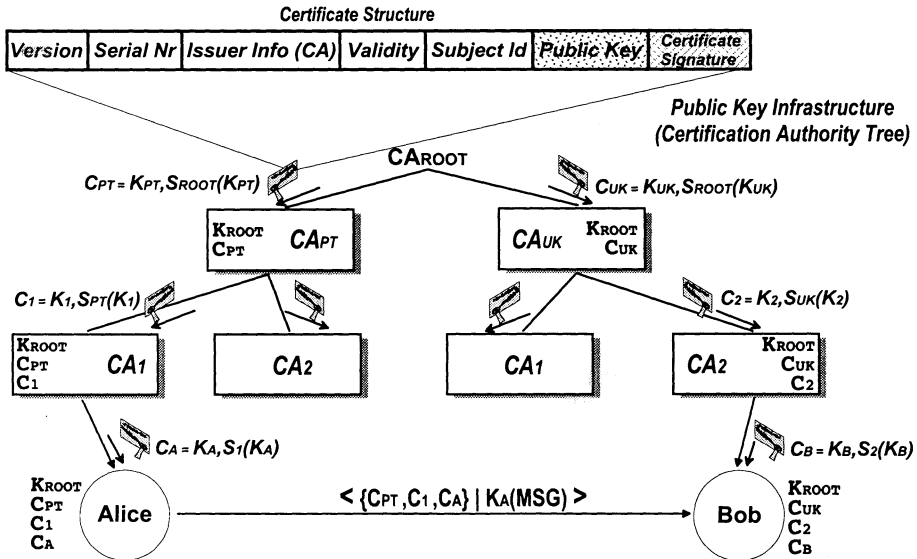 Certificate Structure
Version Serial Nr Issuer Info (CA) Validity Subject Id Public Key Certificate Signature
Public Key Infrastructure
(Certification Authority Tree)
CAROOT
CPT = KPT,SROOT(KPT)
CUK = KUK,SROOT(KUK)
KROOT
CPT
CAPT
CAUK
KROOT
CUK
C1 = K1,SPT(K1)
C2 = K2,SUK(K2)
KROOT
CPT
C1
CA1
CA2
CA1
CA2
KROOT
CUK
C2
CA = KA,S1(KA)
CB = KB,S2(KB)
KROOT
CPT
C1
CA
Alice
< {CPT,C1,CA} | KA(MSG) >
Bob
KROOT
CUK
C2
CB